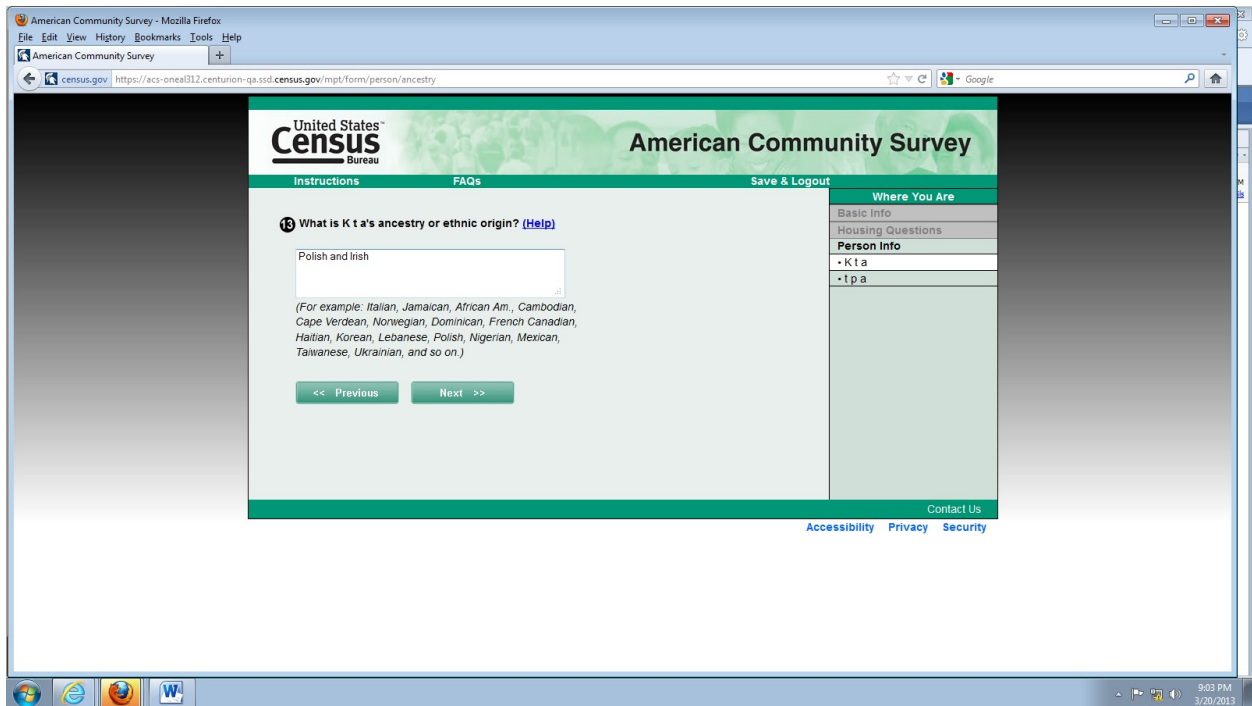 American Community Survey - Mozilla Firefox
File Edit View History Bookmarks Tools Help
American Community Survey +
census.gov https://acs-oneal312.centurion-qa.ssd.census.gov/mpt/form/person/ancestry Google
United States™
Census
Bureau
American Community Survey
Instructions FAQs Save & Logout
Where You Are
Basic Info
Housing Questions
Person Info
• K t a
• t p a
13 What is K t a's ancestry or ethnic origin? (Help)
Polish and Irish
(For example: Italian, Jamaican, African Am., Cambodian,
Cape Verdean, Norwegian, Dominican, French Canadian,
Haitian, Korean, Lebanese, Polish, Nigerian, Mexican,
Taiwanese, Ukrainian, and so on.)
<< Previous Next >>
Contact Us
Accessibility Privacy Security
9:03 PM
3/20/2013